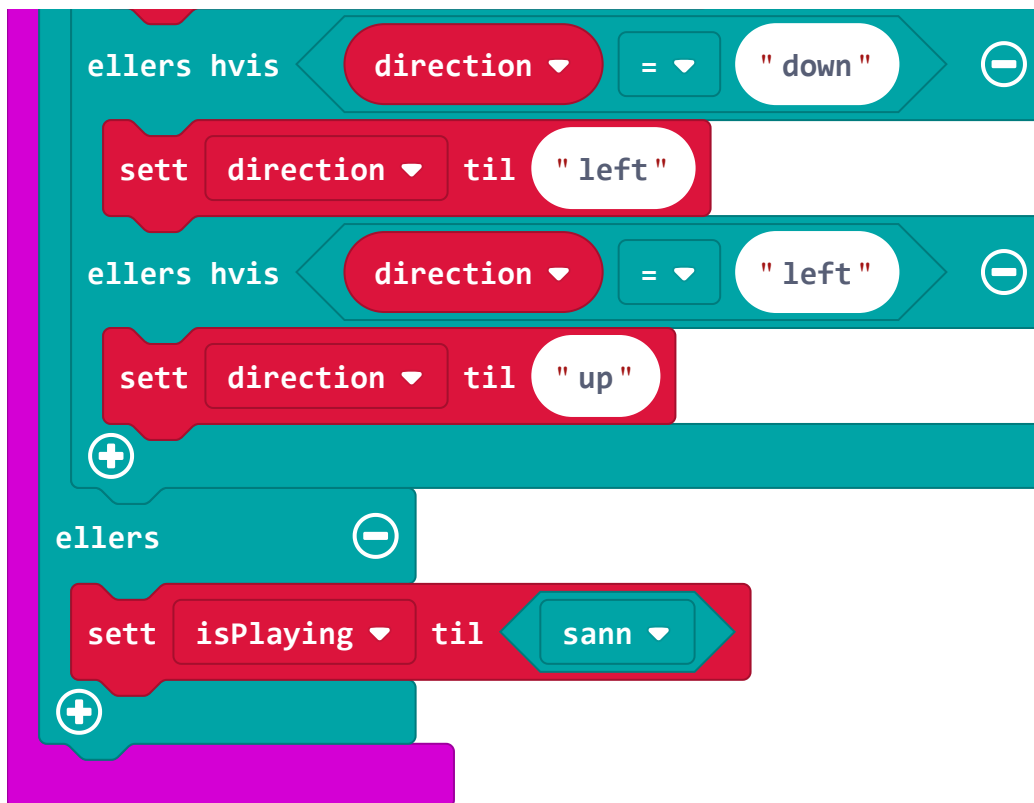 ellers hvis direction = "down"
sett direction til "left"
ellers hvis direction = "left"
sett direction til "up"
ellers
sett isPlaying til sann